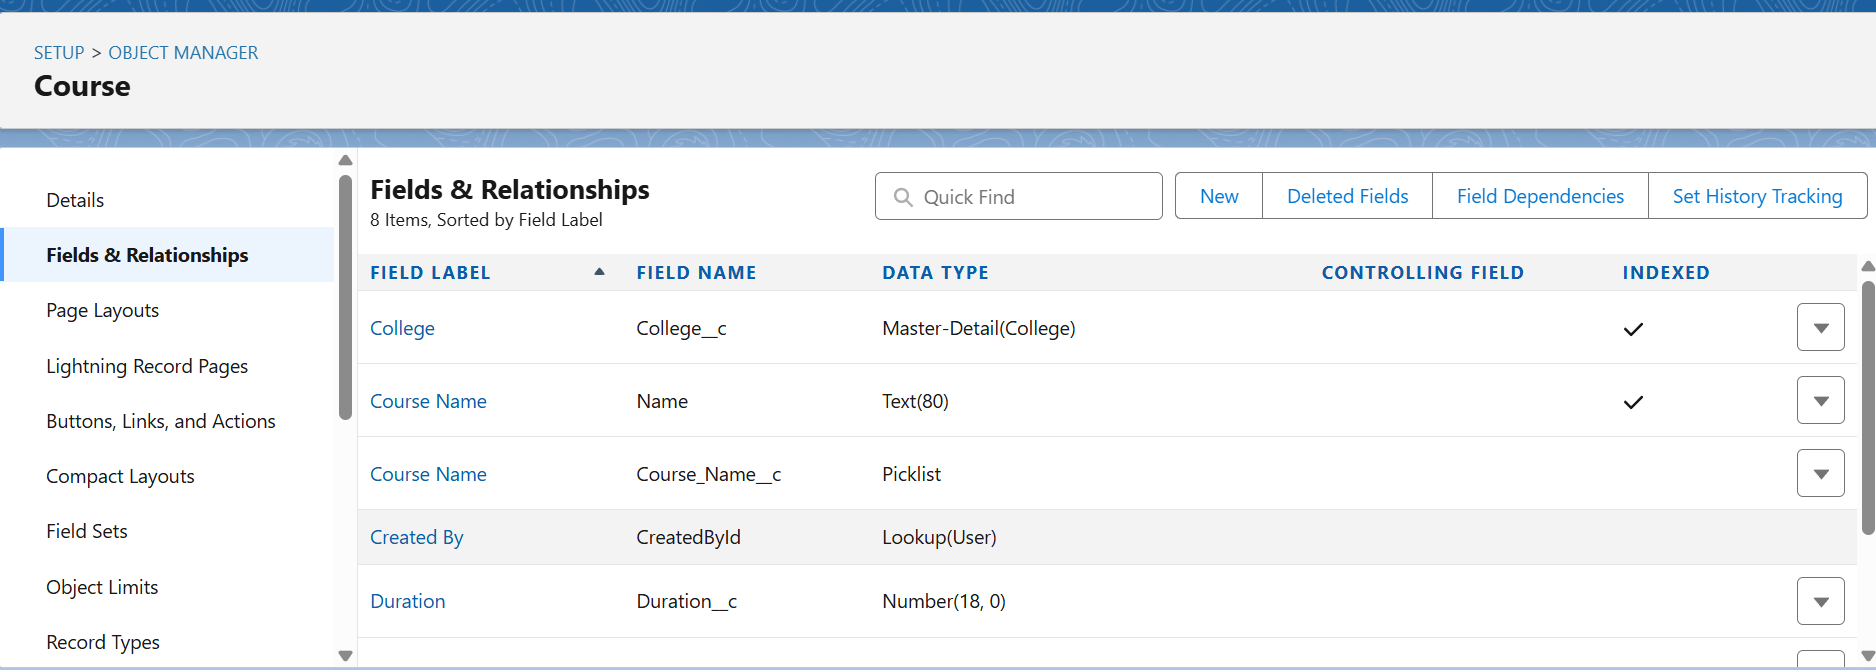 SETUP > OBJECT MANAGER
Course
Details
Fields & Relationships
Page Layouts
Lightning Record Pages
Buttons, Links, and Actions
Compact Layouts
Field Sets
Object Limits
Record Types
Fields & Relationships
8 Items, Sorted by Field Label
Quick Find
New
Deleted Fields
Field Dependencies
Set History Tracking
FIELD LABEL FIELD NAME DATA TYPE CONTROLLING FIELD INDEXED
College College__c Master-Detail(College)
Course Name Name Text(80)
Course Name Course_Name__c Picklist
Created By CreatedById Lookup(User)
Duration Duration__c Number(18, 0)